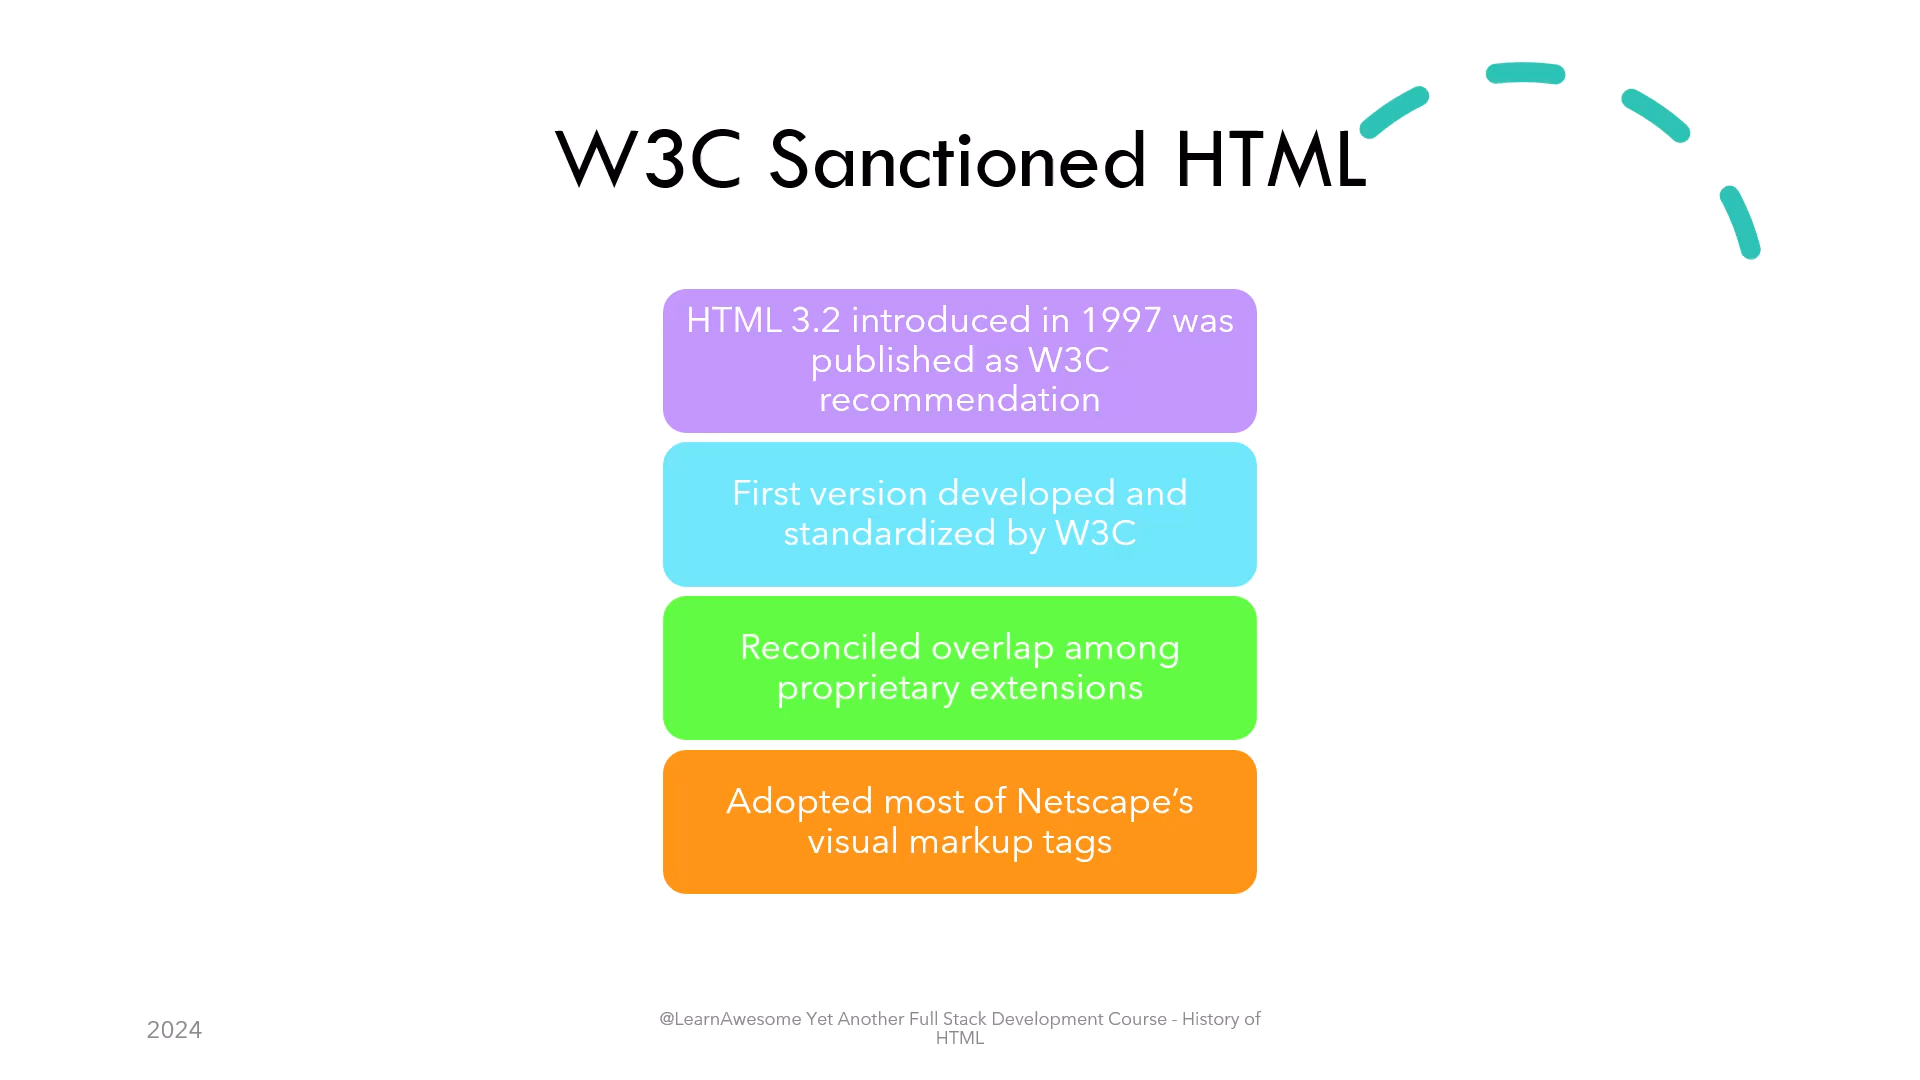 W3C Sanctioned HTML
HTML 3.2 introduced in 1997 was
published as W3C
recommendation
First version developed and
standardized by W3C
Reconciled overlap among
proprietary extensions
Adopted most of Netscape’s
visual markup tags
2024
@LearnAwesome Yet Another Full Stack Development Course - History of
HTML